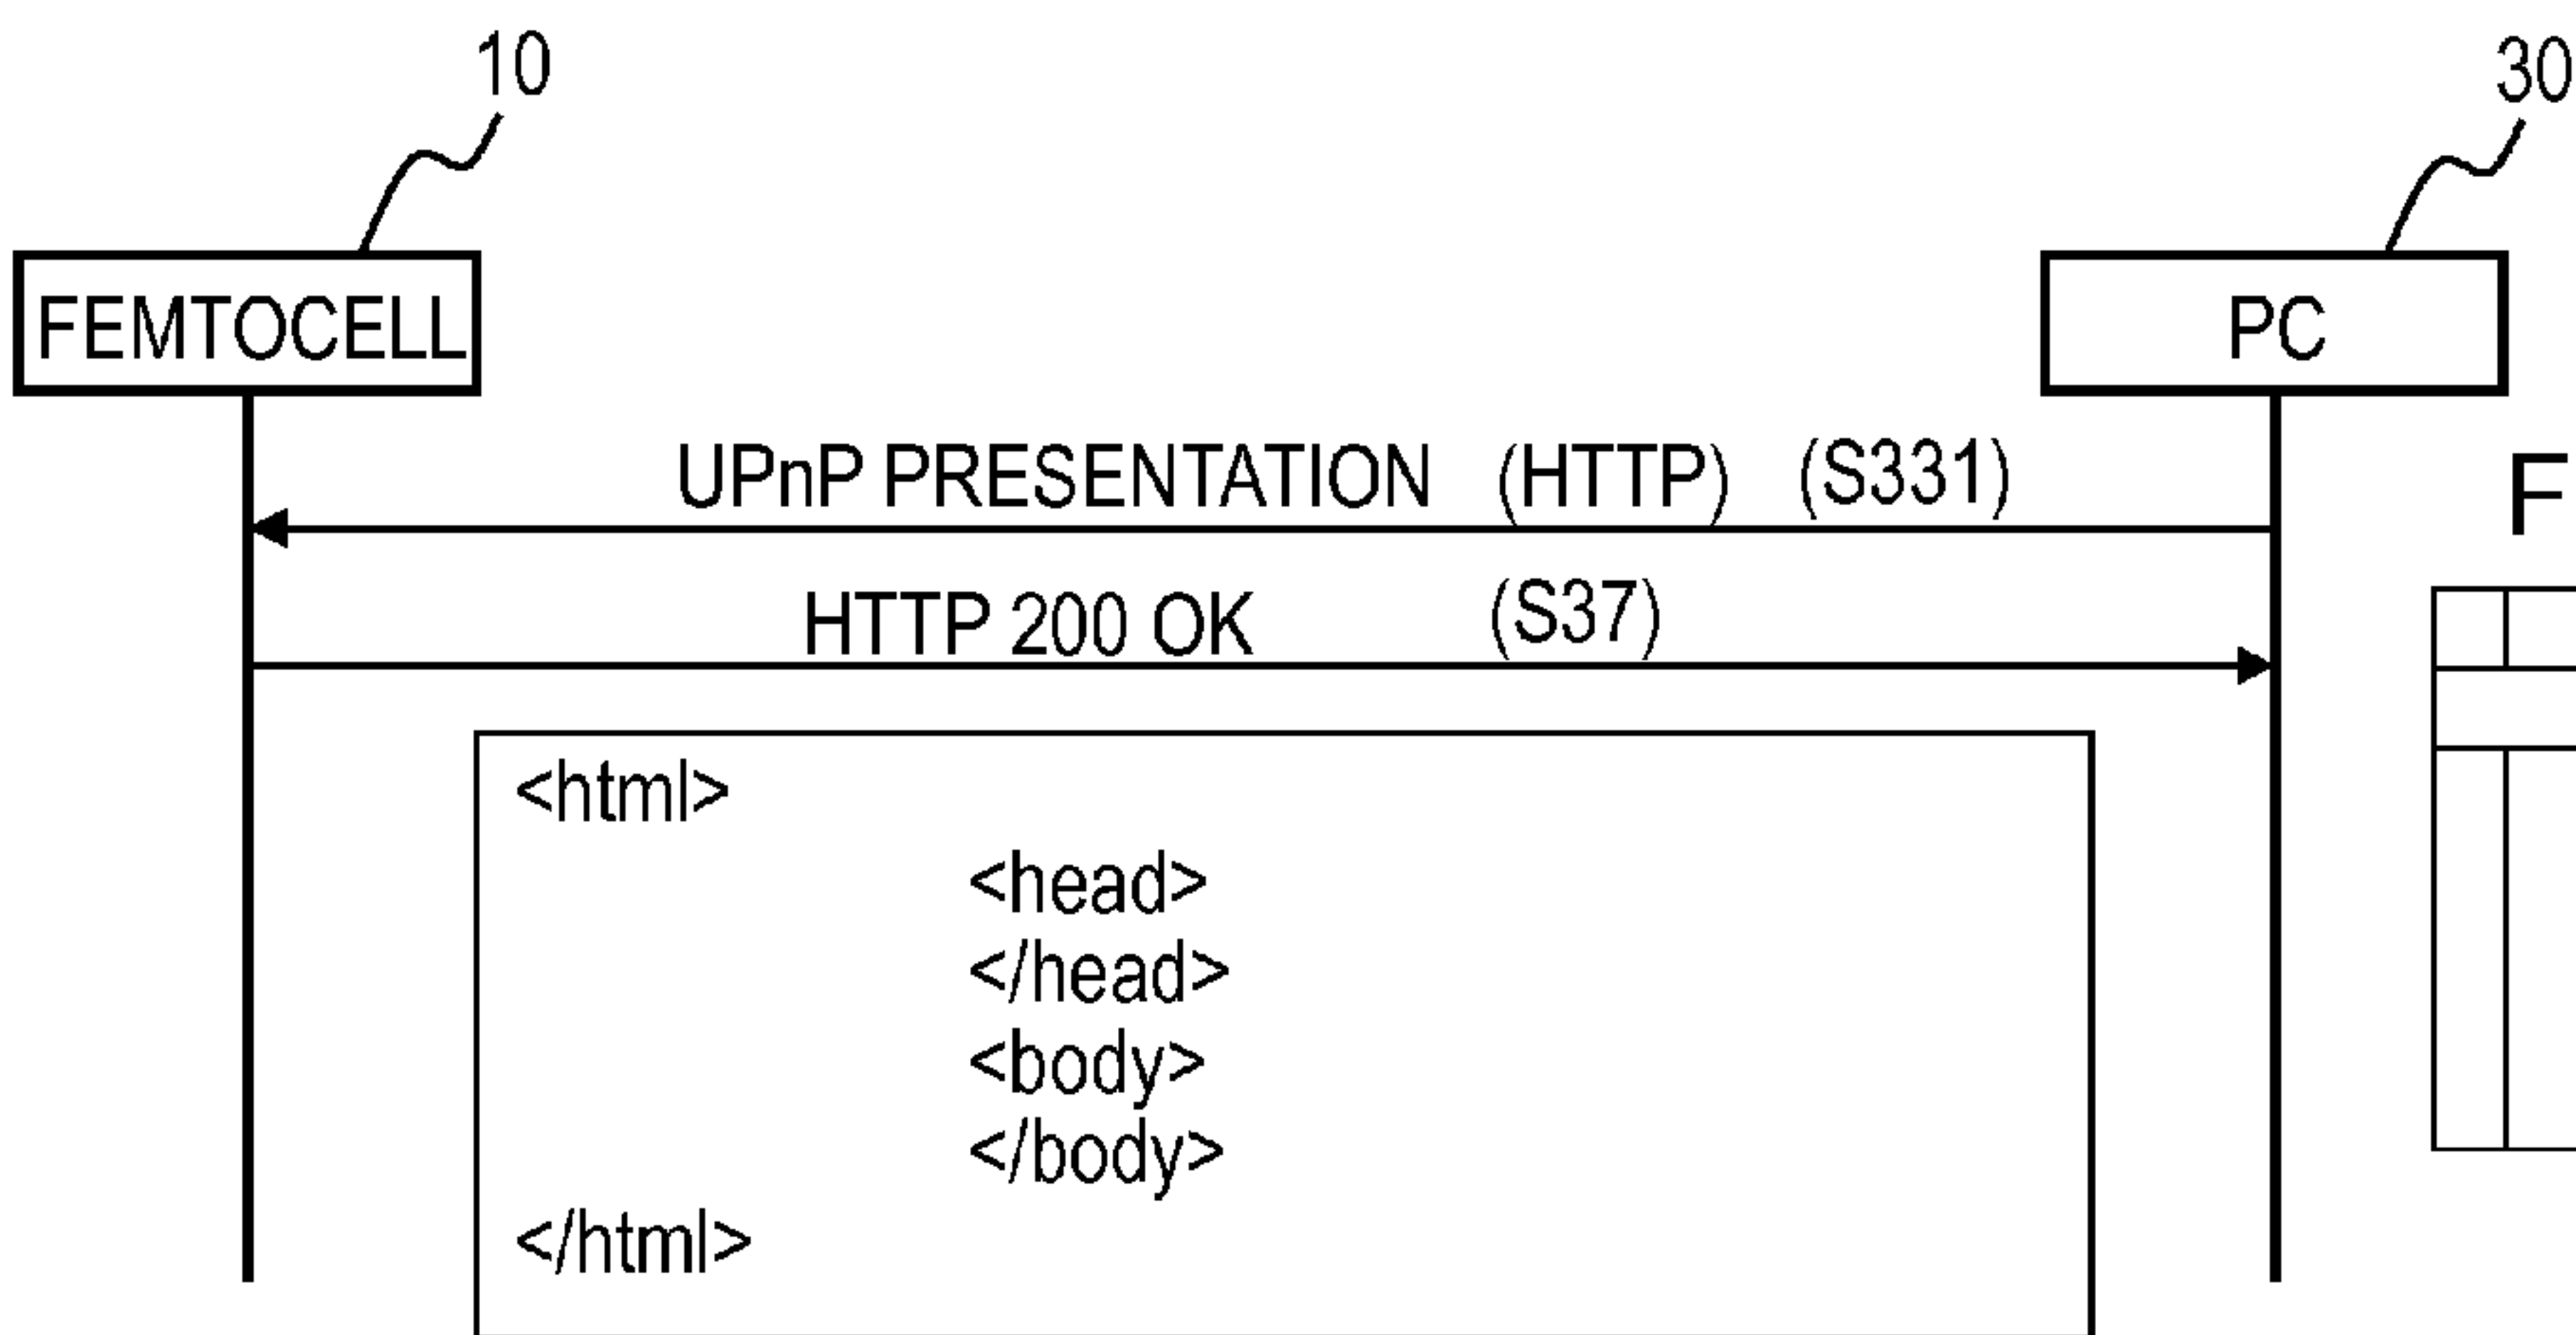 10
30
FEMTOCELL
PC
UPnP PRESENTATION (HTTP) (S331)
F
HTTP 200 OK (S37)
<html>
<head>
</head>
<body>
</body>
</html>